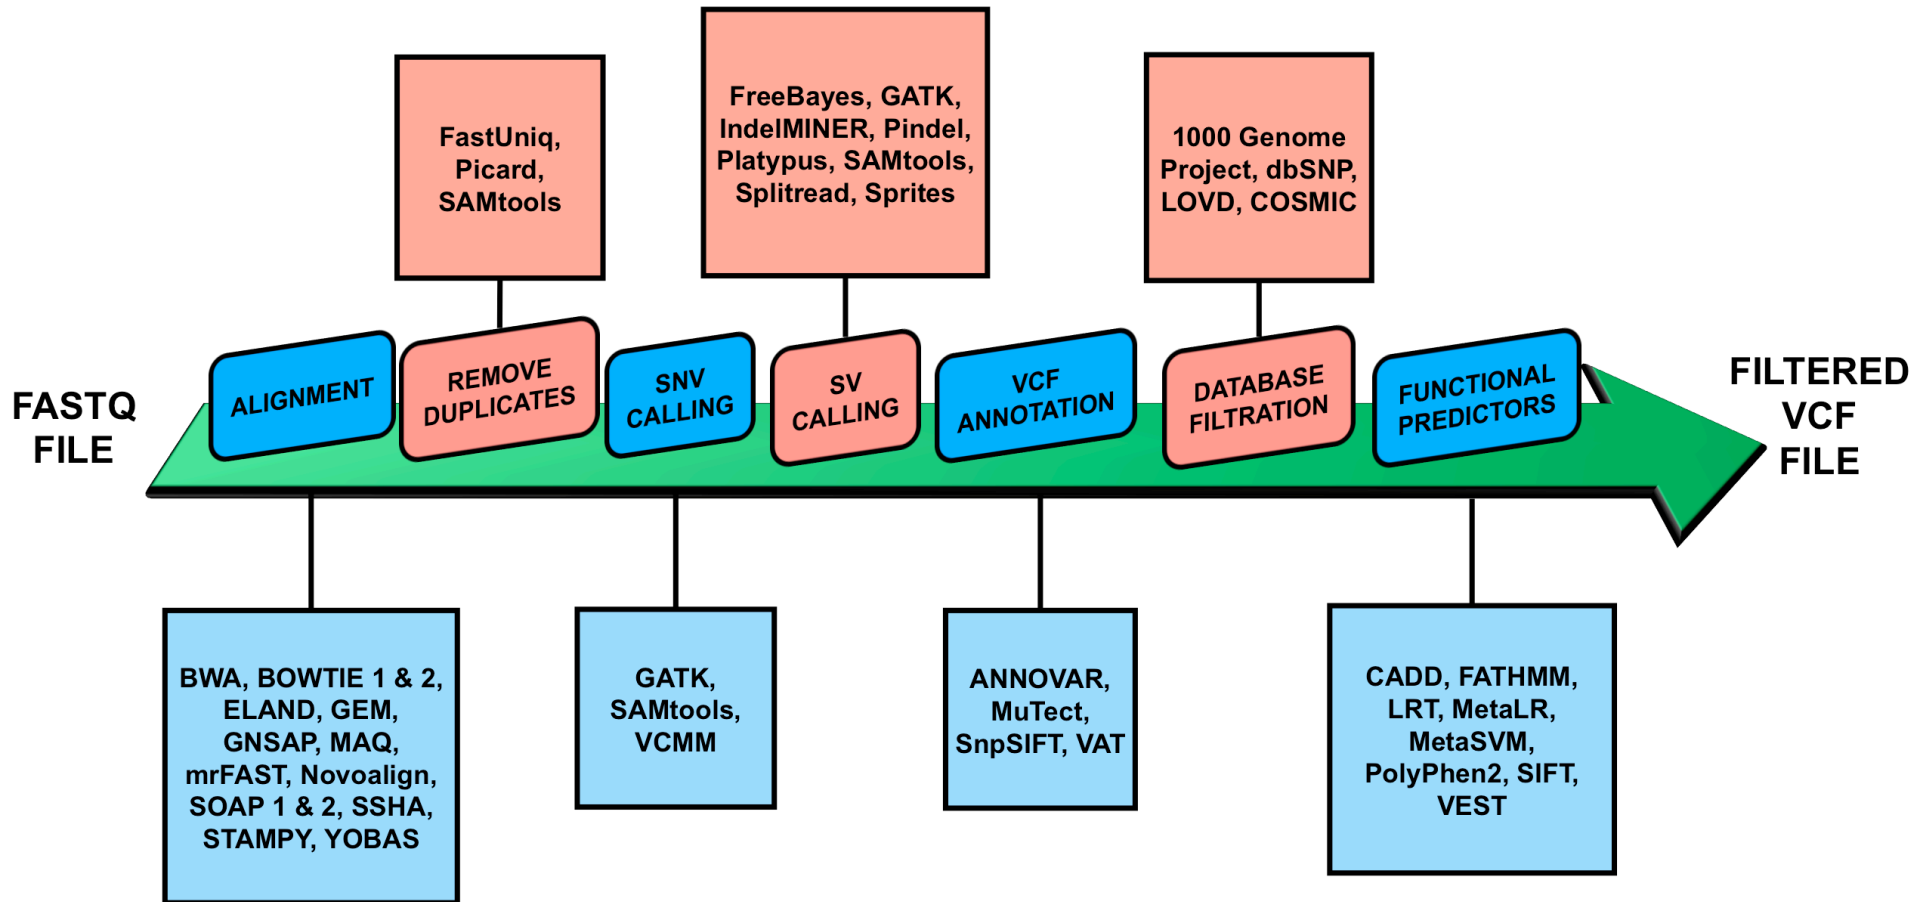 FastUniq,
Picard,
SAMtools
FreeBayes, GATK,
IndelMINER, Pindel,
Platypus, SAMtools,
Splitread, Sprites
1000 Genome
Project, dbSNP,
LOVD, COSMIC
FASTQ
FILE
ALIGNMENT
REMOVE
DUPLICATES
SNV
CALLING
SV
CALLING
VCF
ANNOTATION
DATABASE
FILTRATION
FUNCTIONAL
PREDICTORS
FILTERED
VCF
FILE
BWA, BOWTIE 1 & 2,
ELAND, GEM,
GNSAP, MAQ,
mrFAST, Novoalign,
SOAP 1 & 2, SSHA,
STAMPY, YOBAS
GATK,
SAMtools,
VCMM
ANNOVAR,
MuTect,
SnpSIFT, VAT
CADD, FATHMM,
LRT, MetaLR,
MetaSVM,
PolyPhen2, SIFT,
VEST